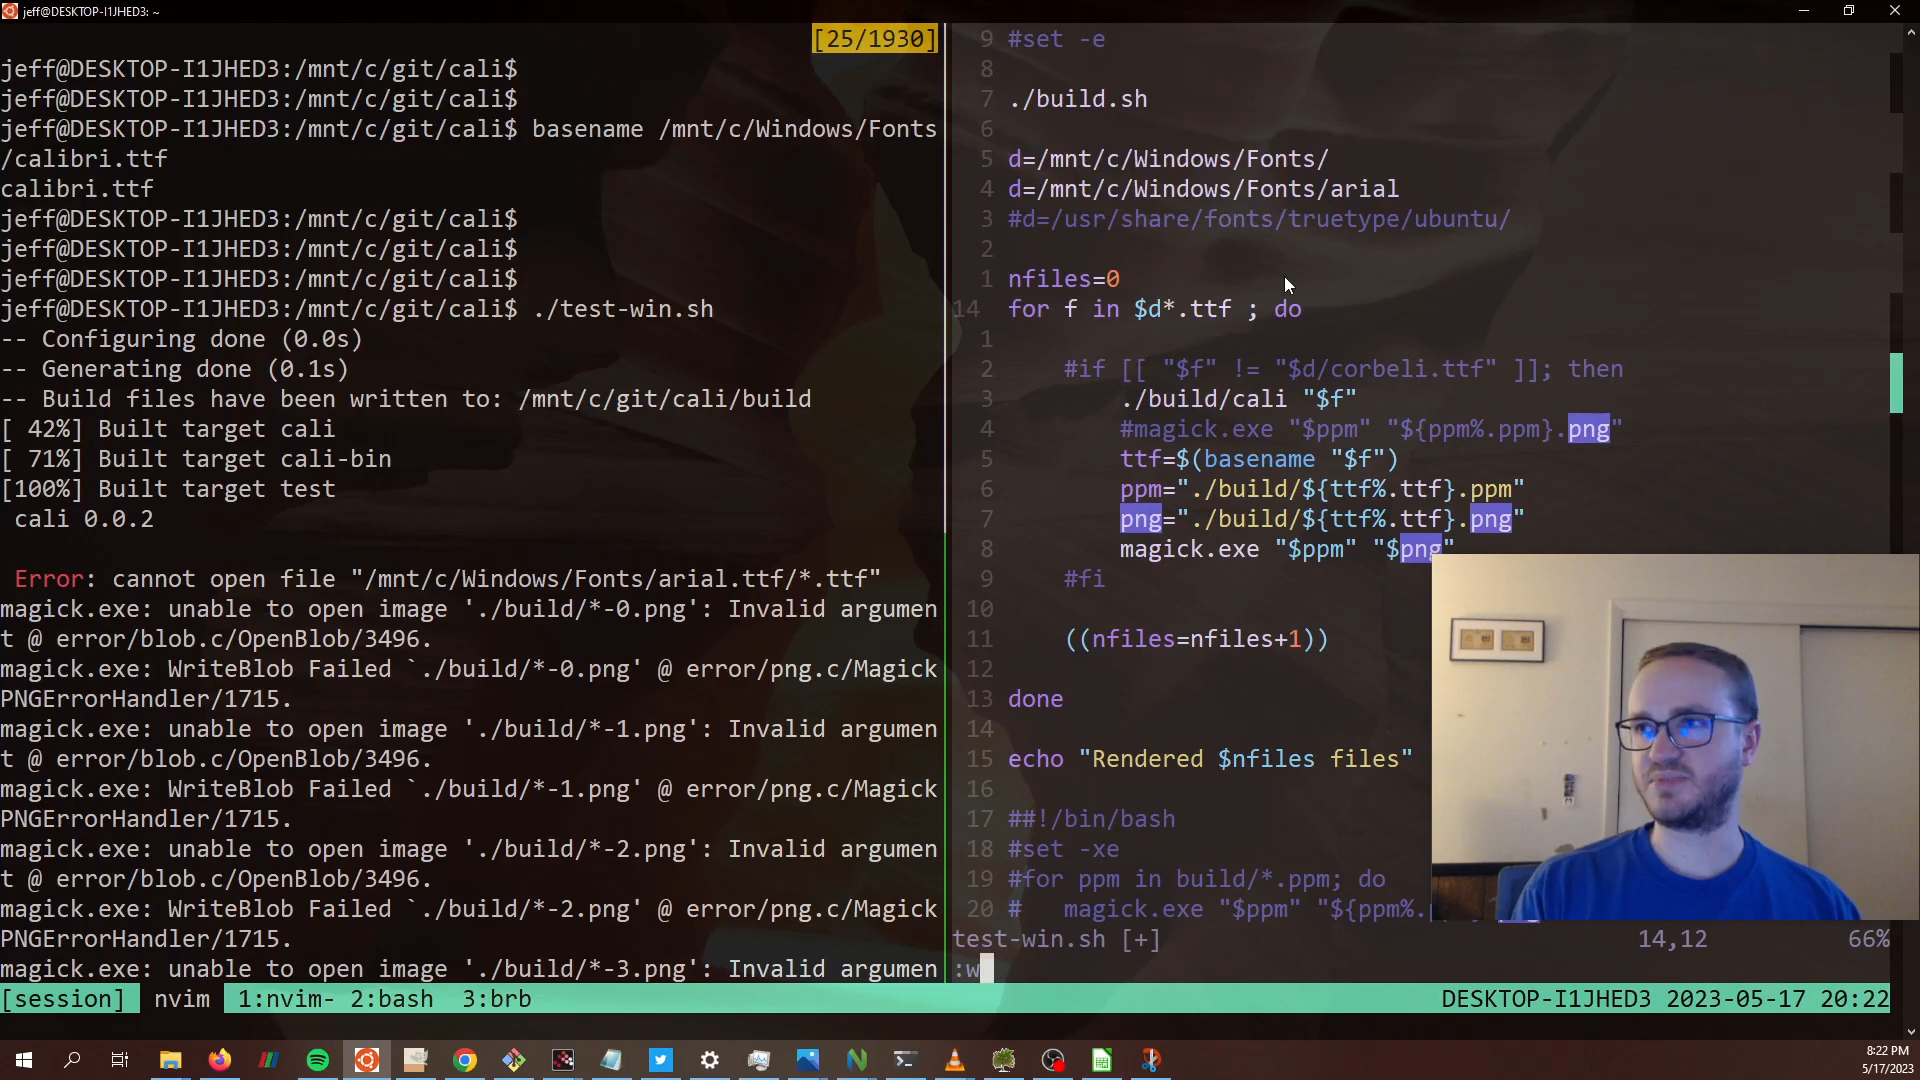 jeff@DESKTOP-I1JHED3: ~
[25/1930]
jeff@DESKTOP-I1JHED3:/mnt/c/git/cali$
jeff@DESKTOP-I1JHED3:/mnt/c/git/cali$
jeff@DESKTOP-I1JHED3:/mnt/c/git/cali$ basename /mnt/c/Windows/Fonts
/calibri.ttf
calibri.ttf
jeff@DESKTOP-I1JHED3:/mnt/c/git/cali$
jeff@DESKTOP-I1JHED3:/mnt/c/git/cali$
jeff@DESKTOP-I1JHED3:/mnt/c/git/cali$
jeff@DESKTOP-I1JHED3:/mnt/c/git/cali$ ./test-win.sh
-- Configuring done (0.0s)
-- Generating done (0.1s)
-- Build files have been written to: /mnt/c/git/cali/build
[ 42%] Built target cali
[ 71%] Built target cali-bin
[100%] Built target test
cali 0.0.2
Error: cannot open file "/mnt/c/Windows/Fonts/arial.ttf/*.ttf"
magick.exe: unable to open image './build/*-0.png': Invalid argumen
t @ error/blob.c/OpenBlob/3496.
magick.exe: WriteBlob Failed `./build/*-0.png' @ error/png.c/Magick
PNGErrorHandler/1715.
magick.exe: unable to open image './build/*-1.png': Invalid argumen
t @ error/blob.c/OpenBlob/3496.
magick.exe: WriteBlob Failed `./build/*-1.png' @ error/png.c/Magick
PNGErrorHandler/1715.
magick.exe: unable to open image './build/*-2.png': Invalid argumen
t @ error/blob.c/OpenBlob/3496.
magick.exe: WriteBlob Failed `./build/*-2.png' @ error/png.c/Magick
PNGErrorHandler/1715.
magick.exe: unable to open image './build/*-3.png': Invalid argumen
9 #set -e
8
7 ./build.sh
6
5 d=/mnt/c/Windows/Fonts/
4 d=/mnt/c/Windows/Fonts/arial
3 #d=/usr/share/fonts/truetype/ubuntu/
2
1 nfiles=0
14 for f in $d*.ttf ; do
1
2 #if [[ "$f" != "$d/corbeli.ttf" ]]; then
3 ./build/cali "$f"
4 #magick.exe "$ppm" "${ppm%.ppm}.png"
5 ttf=$(basename "$f")
6 ppm="./build/${ttf%.ttf}.ppm"
7 png="./build/${ttf%.ttf}.png"
8 magick.exe "$ppm" "$png"
9 #fi
10
11 ((nfiles=nfiles+1))
12
13 done
14
15 echo "Rendered $nfiles files"
16
17 ##!/bin/bash
18 #set -xe
19 #for ppm in build/*.ppm; do
20 # magick.exe "$ppm" "${ppm%.
test-win.sh [+] 14,12 66%
:w
[session] nvim 1:nvim- 2:bash 3:brb DESKTOP-I1JHED3 2023-05-17 20:22
8:22 PM
5/17/2023